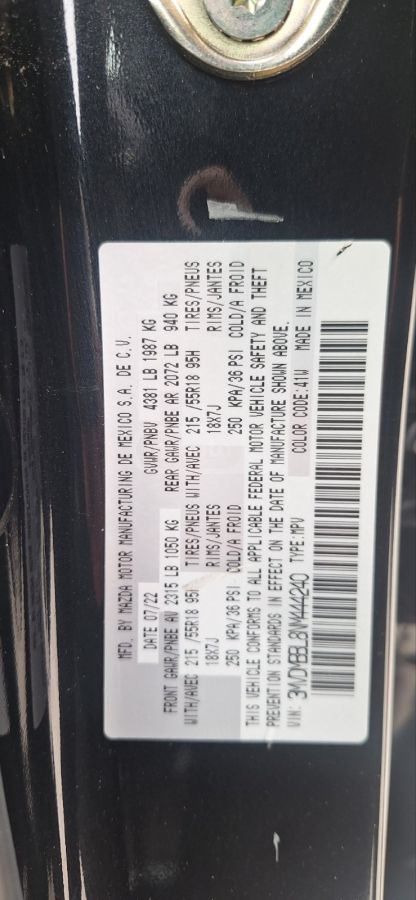 MFD. BY MAZDA MOTOR MANUFACTURING DE MEXICO S.A. DE C.V.
DATE 07/22 GVWR/PNBV 4381 LB 1987 KG
FRONT GAWR/PNBE AV 2315 LB 1050 KG REAR GAWR/PNBE AR 2072 LB 940 KG
WITH/AVEC 215 /55R18 95H TIRES/PNEUS WITH/AVEC 215 /55R18 95H TIRES/PNEUS
18X7J RIMS/JANTES 18X7J RIMS/JANTES
250 KPA/36 PSI COLD/A FROID 250 KPA/36 PSI COLD/A FROID
THIS VEHICLE CONFORMS TO ALL APPLICABLE FEDERAL MOTOR VEHICLE SAFETY AND THEFT
PREVENTION STANDARDS IN EFFECT ON THE DATE OF MANUFACTURE SHOWN ABOVE.
VIN: 3MVDMBBL8NM444240 TYPE:MPV COLOR CODE:41W MADE IN MEXICO